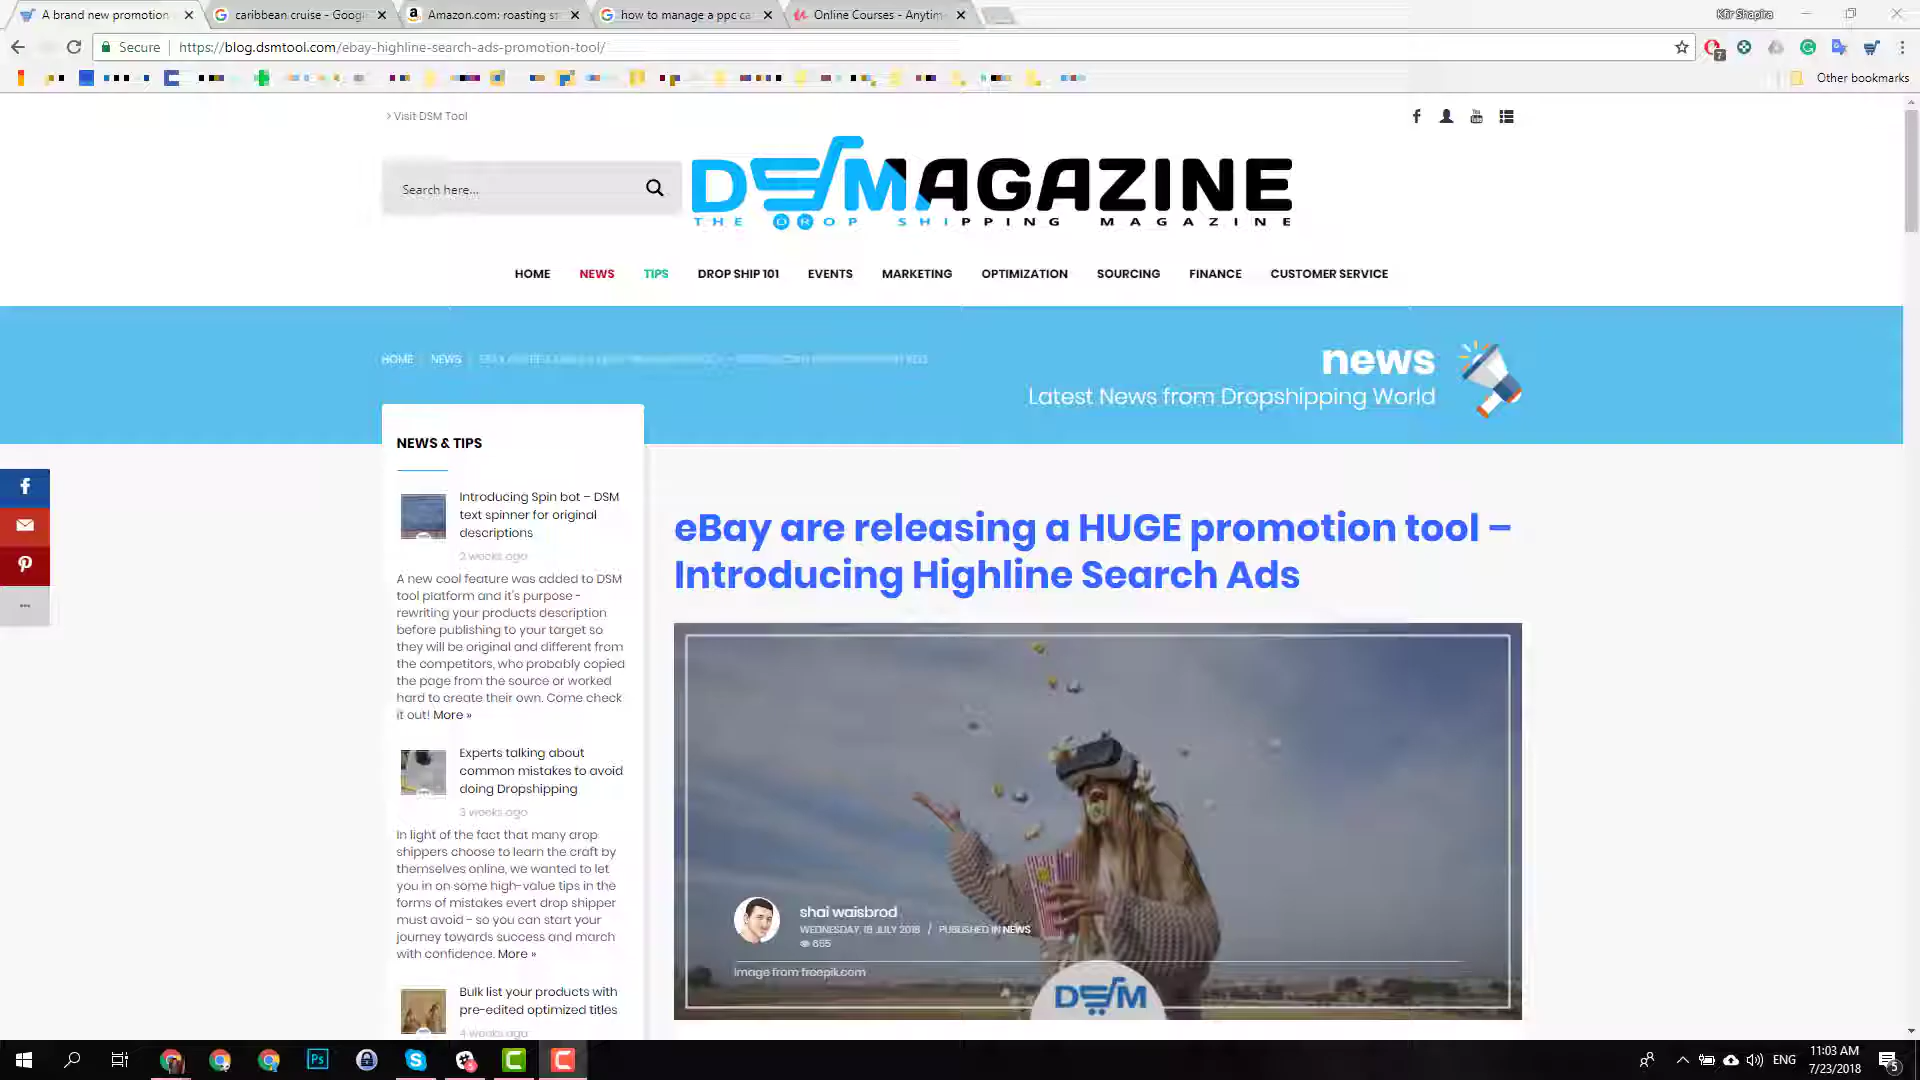 A brand new promotion
caribbean cruise - Goog
Amazon.com: roasting s
how to manage a ppc ca
Online Courses - Anytim
Kfir Shapira
Secure
https://blog.dsmtool.com/ebay-highline-search-ads-promotion-tool/
7
Other bookmarks
› Visit DSM Tool
Search here...
DSMAGAZINE
THE DROP SHIPPING MAGAZINE
HOME
NEWS
TIPS
DROP SHIP 101
EVENTS
MARKETING
OPTIMIZATION
SOURCING
FINANCE
CUSTOMER SERVICE
HOME
NEWS
news
Latest News from Dropshipping World
NEWS & TIPS
Introducing Spin bot – DSM
text spinner for original
descriptions
2 weeks ago
A new cool feature was added to DSM
tool platform and it's purpose -
rewriting your products description
before publishing to your target so
they will be original and different from
the competitors, who probably copied
the page from the source or worked
hard to create their own. Come check
it out! More »
Experts talking about
common mistakes to avoid
doing Dropshipping
3 weeks ago
In light of the fact that many drop
shippers choose to learn the craft by
themselves online, we wanted to let
you in on some high-value tips in the
forms of mistakes evert drop shipper
must avoid - so you can start your
journey towards success and march
with confidence. More »
Bulk list your products with
pre-edited optimized titles
4 weeks ago
eBay are releasing a HUGE promotion tool –
Introducing Highline Search Ads
shai waisbrod
WEDNESDAY, 18 JULY 2018 / PUBLISHED IN NEWS
655
Image from freepik.com
DSM
Ps
ENG
11:03 AM
7/23/2018
5